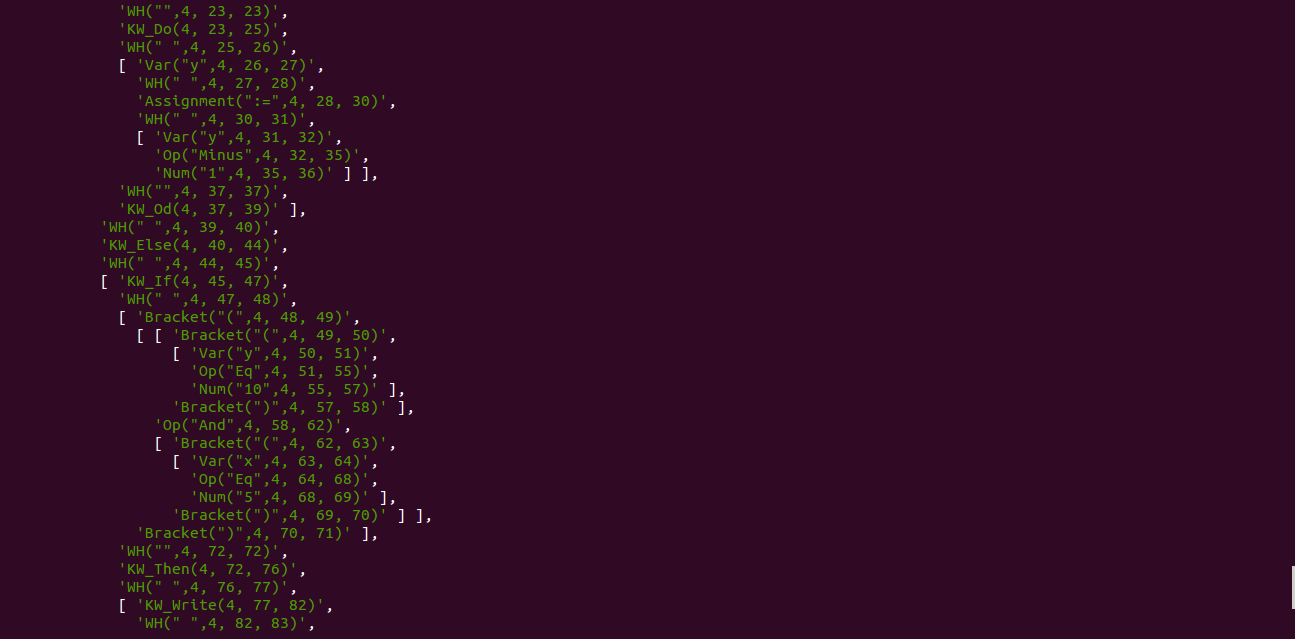 'WH("",4, 23, 23)',
'KW_Do(4, 23, 25)',
'WH(" ",4, 25, 26)',
[ 'Var("y",4, 26, 27)',
'WH(" ",4, 27, 28)',
'Assignment(":=",4, 28, 30)',
'WH(" ",4, 30, 31)',
[ 'Var("y",4, 31, 32)',
'Op("Minus",4, 32, 35)',
'Num("1",4, 35, 36)' ] ],
'WH("",4, 37, 37)',
'KW_Od(4, 37, 39)' ],
'WH(" ",4, 39, 40)',
'KW_Else(4, 40, 44)',
'WH(" ",4, 44, 45)',
[ 'KW_If(4, 45, 47)',
'WH(" ",4, 47, 48)',
[ 'Bracket("(",4, 48, 49)',
[ [ 'Bracket("(",4, 49, 50)',
[ 'Var("y",4, 50, 51)',
'Op("Eq",4, 51, 55)',
'Num("10",4, 55, 57)' ],
'Bracket(")",4, 57, 58)' ],
'Op("And",4, 58, 62)',
[ 'Bracket("(",4, 62, 63)',
[ 'Var("x",4, 63, 64)',
'Op("Eq",4, 64, 68)',
'Num("5",4, 68, 69)' ],
'Bracket(")",4, 69, 70)' ] ],
'Bracket(")",4, 70, 71)' ],
'WH("",4, 72, 72)',
'KW_Then(4, 72, 76)',
'WH(" ",4, 76, 77)',
[ 'KW_Write(4, 77, 82)',
'WH(" ",4, 82, 83)',